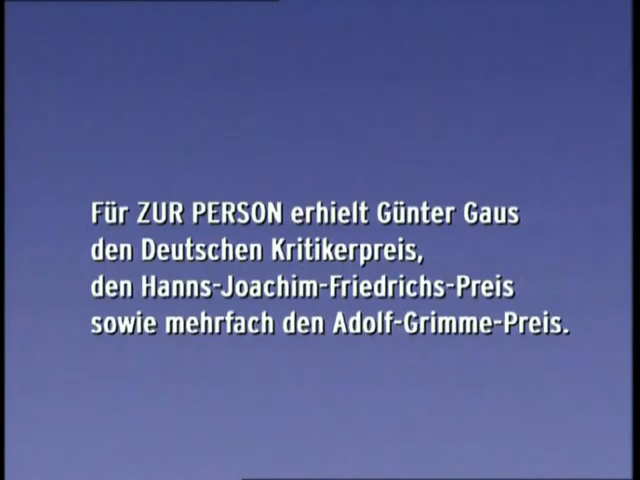 Für ZUR PERSON erhielt Günter Gaus
den Deutschen Kritikerpreis,
den Hanns-Joachim-Friedrichs-Preis
sowie mehrfach den Adolf-Grimme-Preis.